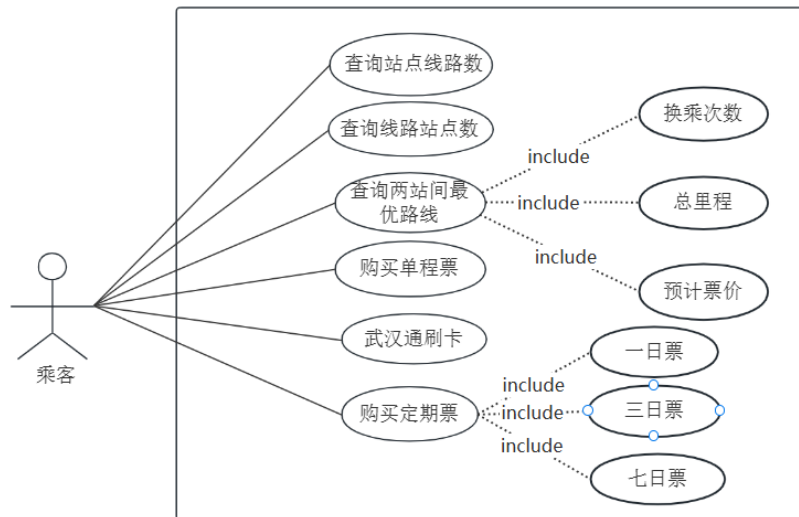 查询站点线路数
查询线路站点数
查询两站间最
优路线
购买单程票
武汉通刷卡
购买定期票
乘客
include
include
include
换乘次数
总里程
预计票价
include
include
include
一日票
三日票
七日票